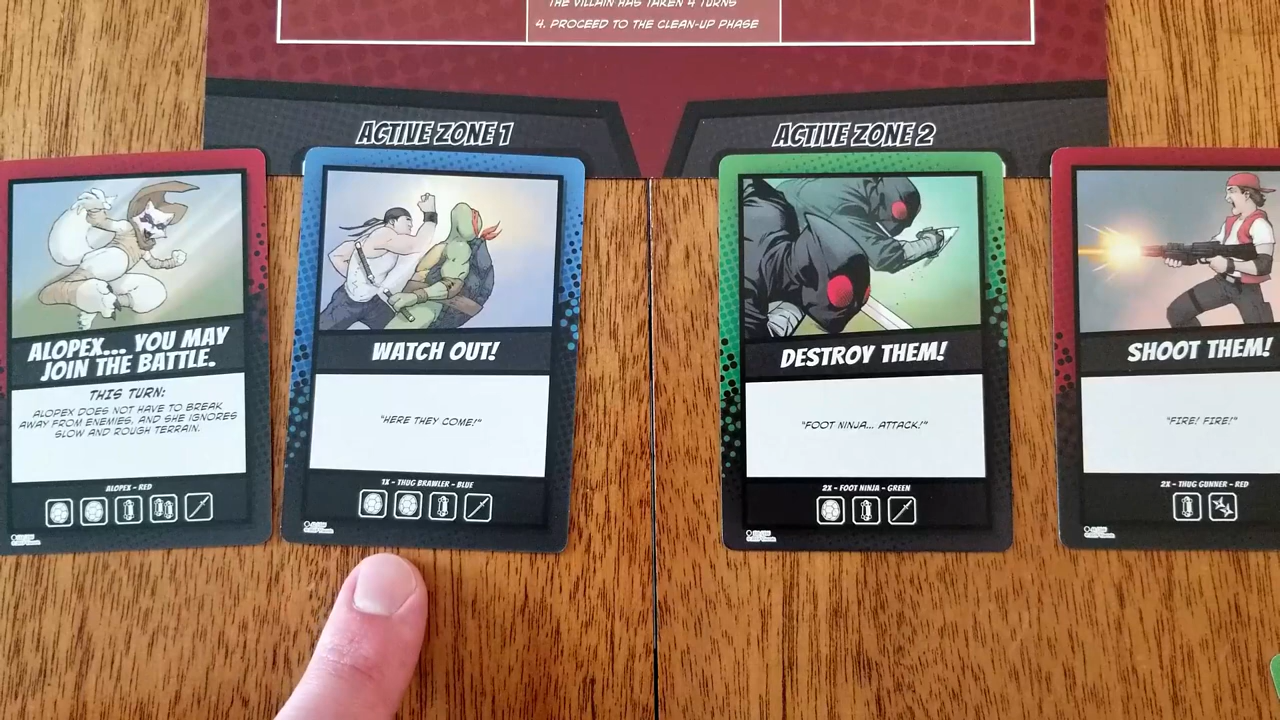 THE VILLAIN HAS TAKEN 4 TURNS
4. PROCEED TO THE CLEAN-UP PHASE
ACTIVE ZONE 1
ACTIVE ZONE 2
ALOPEX... YOU MAY
JOIN THE BATTLE.
THIS TURN:
ALOPEX DOES NOT HAVE TO BREAK
AWAY FROM ENEMIES, AND SHE IGNORES
SLOW AND ROUGH TERRAIN.
ALOPEX - RED
WATCH OUT!
"HERE THEY COME!"
1X - THUG BRAWLER - BLUE
DESTROY THEM!
"FOOT NINJA... ATTACK!"
2X - FOOT NINJA - GREEN
SHOOT THEM!
"FIRE! FIRE!"
2X - THUG GUNNER - RED